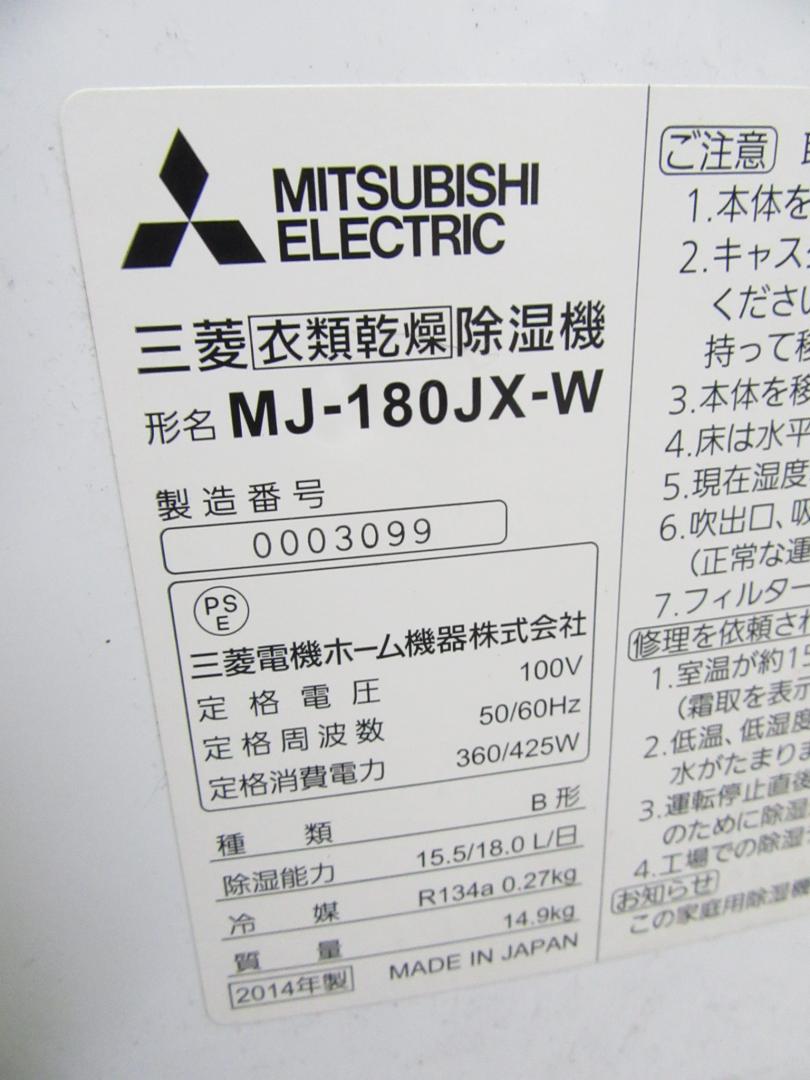 MITSUBISHI
ELECTRIC
三菱衣類乾燥除湿機
形名 MJ-180JX-W
製造番号
0003099
PS
E
三菱電機ホーム機器株式会社
定格電圧 100V
定格周波数 50/60Hz
定格消費電力 360/425W
種類 B形
除湿能力 15.5/18.0 L/日
冷媒 R134a 0.27kg
質量 14.9kg
2014年製 MADE IN JAPAN
ご注意
1.本体を
2.キャス
ください
持って移
3.本体を移
4.床は水平
5.現在湿度
6.吹出口、吸
(正常な運
7.フィルター
修理を依頼され
1.室温が約15
(霜取を表示
2.低温、低湿度
水がたまりま
3.運転停止直後
のために除湿
4.工場での除湿
お知らせ
この家庭用除湿機